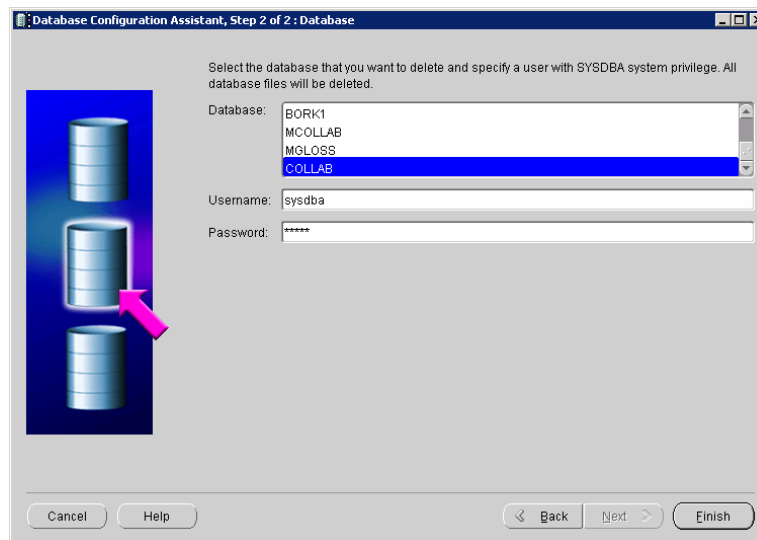 Database Configuration Assistant, Step 2 of 2 : Database
Select the database that you want to delete and specify a user with SYSDBA system privilege. All
database files will be deleted.
Database:
BORK1
MCOLLAB
MGLOSS
COLLAB
Username: sysdba
Password: *****
Cancel
Help
Back
Next
Finish